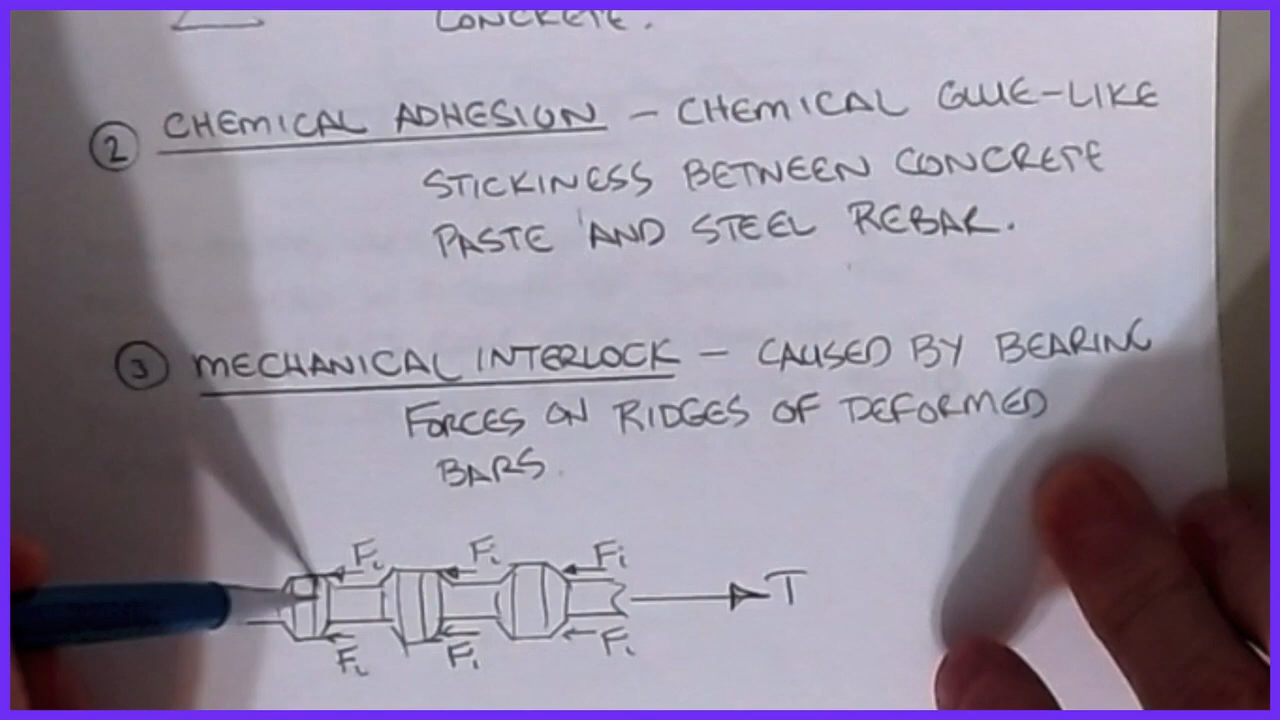 CONCRETE.
② CHEMICAL ADHESION – CHEMICAL GLUE-LIKE
STICKINESS BETWEEN CONCRETE
PASTE AND STEEL REBAR.
③ MECHANICAL INTERLOCK – CAUSED BY BEARING
FORCES ON RIDGES OF DEFORMED
BARS.
Fi Fi Fi
T
Fi Fi Fi